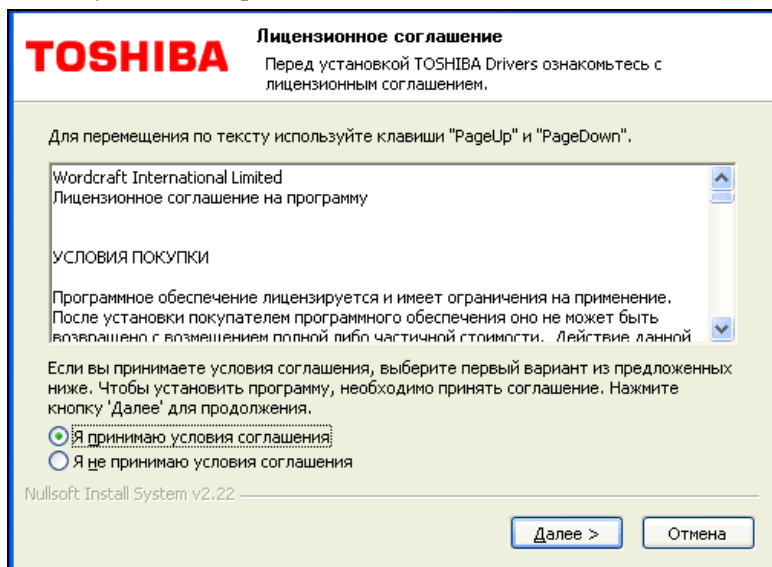 TOSHIBA
Лицензионное соглашение
Перед установкой TOSHIBA Drivers ознакомьтесь с
лицензионным соглашением.
Для перемещения по тексту используйте клавиши "PageUp" и "PageDown".
Wordcraft International Limited
Лицензионное соглашение на программу
УСЛОВИЯ ПОКУПКИ
Программное обеспечение лицензируется и имеет ограничения на применение.
После установки покупателем программного обеспечения оно не может быть
возвращено с возмещением полной либо частичной стоимости. Действие данной
Если вы принимаете условия соглашения, выберите первый вариант из предложенных
ниже. Чтобы установить программу, необходимо принять соглашение. Нажмите
кнопку 'Далее' для продолжения.
Я принимаю условия соглашения
Я не принимаю условия соглашения
Nullsoft Install System v2.22
Далее >
Отмена